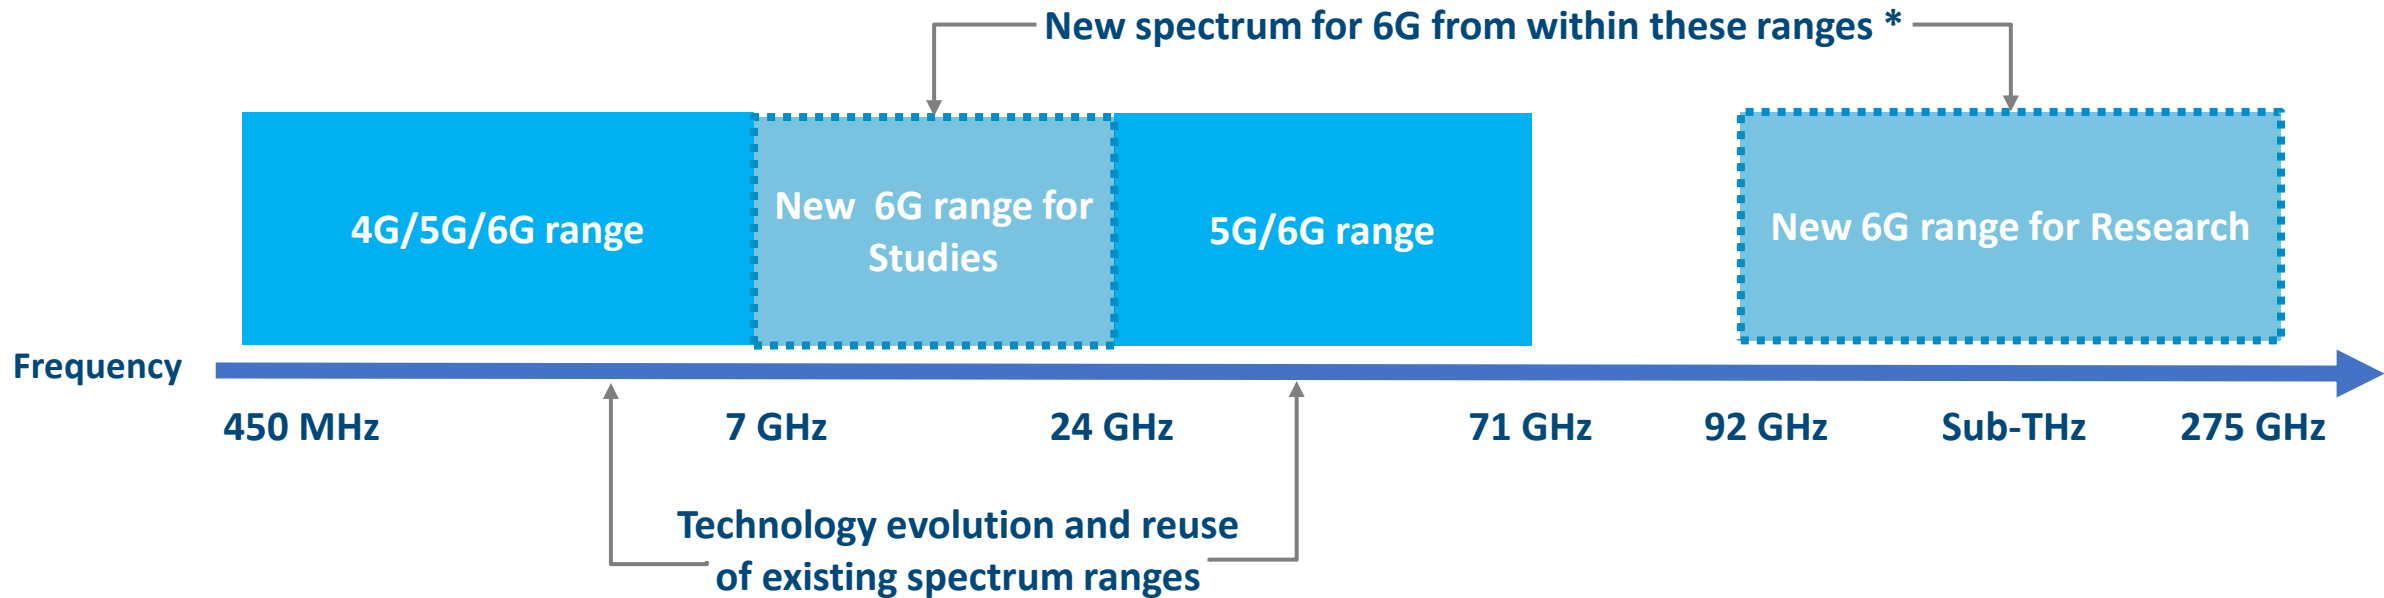 New spectrum for 6G from within these ranges *
4G/5G/6G range
New 6G range for
Studies
5G/6G range
New 6G range for Research
Frequency
450 MHz
7 GHz
24 GHz
71 GHz
92 GHz
Sub-THz
275 GHz
Technology evolution and reuse
of existing spectrum ranges